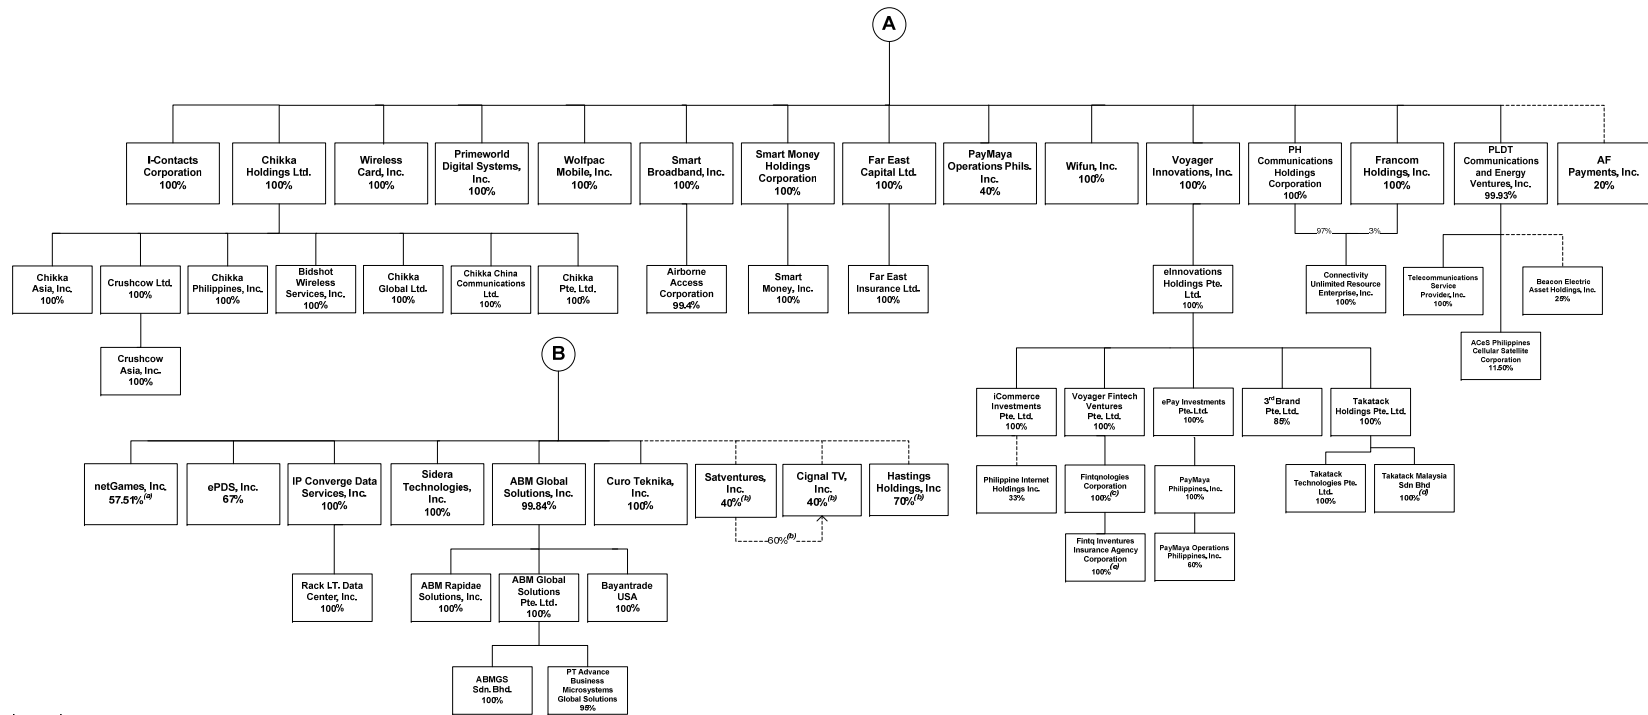 A
I-Contacts
Corporation
100%
Chikka
Holdings Ltd.
100%
Wireless
Card, Inc.
100%
Primeworld
Digital Systems,
Inc.
100%
Wolfpac
Mobile, Inc.
100%
Smart
Broadband, Inc.
100%
Smart Money
Holdings
Corporation
100%
Far East
Capital Ltd.
100%
PayMaya
Operations Phils.
Inc.
40%
Wifun, Inc.
100%
Voyager
Innovations, Inc.
100%
PH
Communications
Holdings
Corporation
100%
Francom
Holdings, Inc.
100%
PLDT
Communications
and Energy
Ventures, Inc.
99.93%
AF
Payments, Inc.
20%
97%
3%
Chikka
Asia, Inc.
100%
Crushcow Ltd.
100%
Chikka
Philippines, Inc.
100%
Bidshot
Wireless
Services, Inc.
100%
Chikka
Global Ltd.
100%
Chikka China
Communications
Ltd.
100%
Chikka
Pte. Ltd.
100%
Airborne
Access
Corporation
99.4%
Smart
Money, Inc.
100%
Far East
Insurance Ltd.
100%
eInnovations
Holdings Pte.
Ltd.
100%
Connectivity
Unlimited Resource
Enterprise, Inc.
100%
Telecommunications
Service
Provider, Inc.
100%
Beacon Electric
Asset Holdings, Inc.
25%
Crushcow
Asia, Inc.
100%
ACeS Philippines
Cellular Satellite
Corporation
11.50%
B
iCommerce
Investments
Pte. Ltd.
100%
Voyager Fintech
Ventures
Pte. Ltd.
100%
ePay Investments
Pte. Ltd.
100%
3rd Brand
Pte. Ltd.
85%
Takatack
Holdings Pte. Ltd.
100%
netGames, Inc.
57.51%(a)
ePDS, Inc.
67%
IP Converge Data
Services, Inc.
100%
Sidera
Technologies,
Inc.
100%
ABM Global
Solutions, Inc.
99.84%
Curo Teknika,
Inc.
100%
Satventures,
Inc.
40%(b)
Cignal TV,
Inc.
40%(b)
Hastings
Holdings, Inc
70%(b)
60%(b)
Philippine Internet
Holdings Inc.
33%
Fintqnologies
Corporation
100%(c)
PayMaya
Philippines, Inc.
100%
Takatack
Technologies Pte.
Ltd.
100%
Takatack Malaysia
Sdn Bhd
100%(d)
Fintq Inventures
Insurance Agency
Corporation
100%(e)
PayMaya Operations
Philippines, Inc.
60%
Rack I.T. Data
Center, Inc.
100%
ABM Rapidae
Solutions, Inc.
100%
ABM Global
Solutions
Pte. Ltd.
100%
Bayantrade
USA
100%
ABMGS
Sdn. Bhd.
100%
PT Advance
Business
Microsystems
Global Solutions
95%